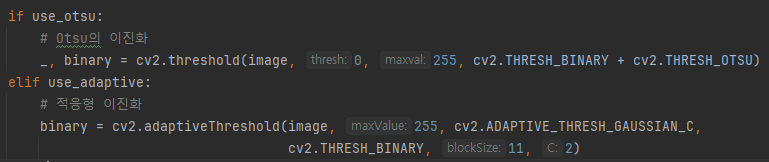 if use_otsu:
# Otsu의 이진화
_, binary = cv2.threshold(image, thresh: 0, maxval: 255, cv2.THRESH_BINARY + cv2.THRESH_OTSU)
elif use_adaptive:
# 적응형 이진화
binary = cv2.adaptiveThreshold(image, maxValue: 255, cv2.ADAPTIVE_THRESH_GAUSSIAN_C,
cv2.THRESH_BINARY, blockSize: 11, C: 2)